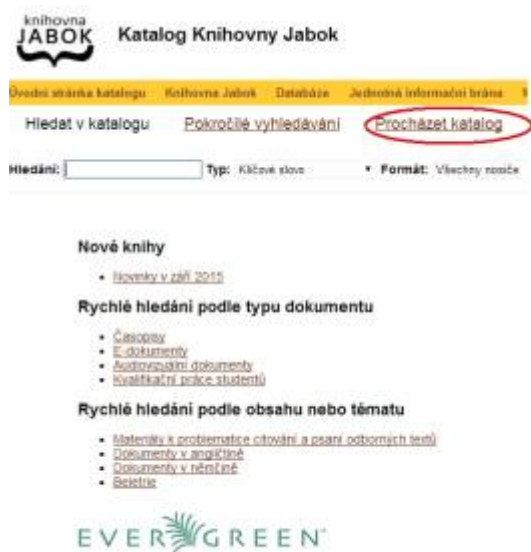 knihovna
JABOK
Katalog Knihovny Jabok
Úvodní stránka katalogu Knihovna Jabok Databáze Jednotná informační brána
Hledat v katalogu Pokročilé vyhledávání Procházet katalog
Hledání: Typ: Klíčové slovo Formát: Všechny nosiče
Nové knihy
Novinky v září 2015
Rychlé hledání podle typu dokumentu
Časopisy
E-dokumenty
Audiovizuální dokumenty
Kvalifikační práce studentů
Rychlé hledání podle obsahu nebo tématu
Materiály k problematice citování a psaní odborných textů
Dokumenty v angličtině
Dokumenty v němčině
Beletrie
EVERGREEN